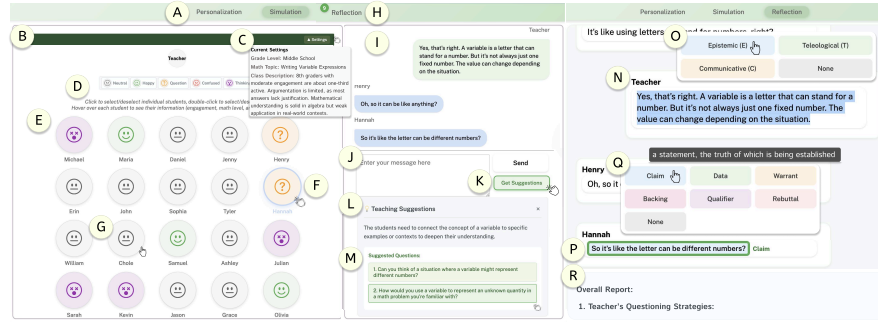 A
Personalization
Simulation
6
Reflection
H
B
C
Settings
Current Settings
Grade Level: Middle School
Math Topic: Writing Variable Expressions
Class Description: 8th graders with
moderate engagement are about one-third
active. Argumentation is limited, as most
answers lack justification. Mathematical
understanding is solid in algebra but weak
application in real-world contexts.
Teacher
D
Neutral
Happy
Question
Confused
Thinking
Click to select/deselect individual students, double-click to select/des
Hover over each student to see their information, engagement, math level,
E
Michael
Maria
Daniel
Jenny
Henry
F
Erin
John
Sophia
Tyler
Hannah
G
William
Chole
Samuel
Ashley
Julien
Sarah
Kevin
Jason
Grace
Olivia
I
Teacher
Yes, that's right. A variable is a letter that can
stand for a number. But it's not always just one
fixed number. The value can change depending
on the situation.
Henry
Oh, so it can be like anything?
Hannah
So it's like the letter can be different numbers?
J
Enter your message here
Send
K
Get Suggestions
L
Teaching Suggestions
×
The students need to connect the concept of a variable to specific
examples or contexts to deepen their understanding.
M
Suggested Questions:
1. Can you think of a situation where a variable might represent
different numbers?
2. How would you use a variable to represent an unknown quantity in
a math problem you're familiar with?
Personalization
Simulation
Reflection
It's like using letters instead of numbers, right?
O
Epistemic (E)
Teleological (T)
Communicative (C)
None
N
Teacher
Yes, that's right. A variable is a letter that can stand for a
number. But it's not always just one fixed number. The
value can change depending on the situation.
a statement, the truth of which is being established
Q
Henry
Oh, so it
Claim
Data
Warrant
Backing
Qualifier
Rebuttal
None
Hannah
P
So it's like the letter can be different numbers?
Claim
R
Overall Report:
1. Teacher's Questioning Strategies: